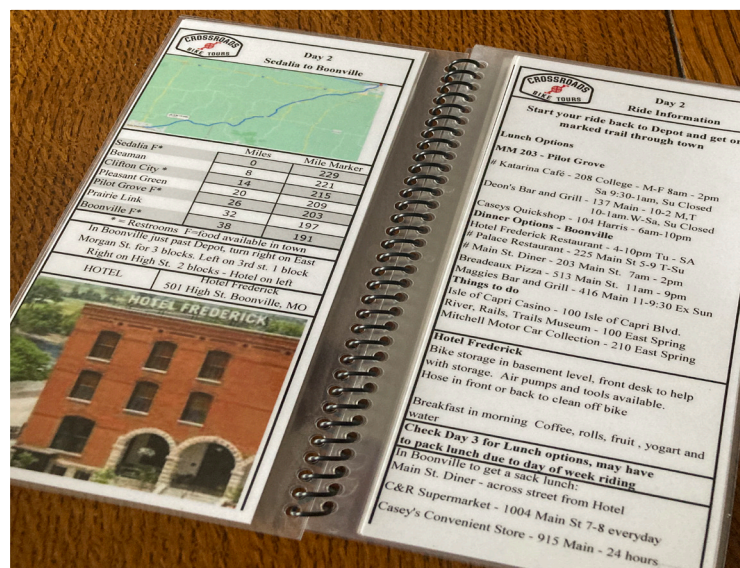 CROSSROADS
BIKE TOURS
Day 2
Sedalia to Boonville
Miles Mile Marker
Sedalia F* 0 229
Beaman 8 221
Clifton City * 14 215
Pleasant Green 20 209
Pilot Grove F* 26 203
Prairie Link 32 197
Boonville F* 38 191
* = Restrooms F=food available in town
In Boonville just past Depot, turn right on East
Morgan St. for 3 blocks. Left on 3rd st. 1 block
Right on High St. 2 blocks - Hotel on left
HOTEL
Hotel Frederick
501 High St. Boonville, MO
HOTEL FREDERICK
CROSSROADS
BIKE TOURS
Day 2
Ride Information
Start your ride back to Depot and get on
marked trail through town
Lunch Options
MM 203 - Pilot Grove
# Katarina Café - 208 College - M-F 8am - 2pm
Sa 9:30-1am, Su Closed
Deon's Bar and Grill - 137 Main - 10-2 M,T
10-1am.W-Sa, Su Closed
Caseys Quickshop - 104 Harris - 6am-10pm
Dinner Options - Boonville
Hotel Frederick Restaurant - 4-10pm Tu - SA
# Palace Restaurant - 225 Main St 5-9 T-Su
# Main St. Diner - 203 Main St. 7am - 2pm
Breadeaux Pizza - 513 Main St. 11am - 9pm
Maggies Bar and Grill - 416 Main 11-9:30 Ex Sun
Things to do
Isle of Capri Casino - 100 Isle of Capri Blvd.
River, Rails, Trails Museum - 100 East Spring
Mitchell Motor Car Collection - 210 East Spring
Hotel Frederick
Bike storage in basement level, front desk to help
with storage. Air pumps and tools available.
Hose in front or back to clean off bike
Breakfast in morning Coffee, rolls, fruit , yogurt and
water
Check Day 3 for Lunch options, may have
to pack lunch due to day of week riding
In Boonville to get a sack lunch:
Main St. Diner - across street from Hotel
C&R Supermarket - 1004 Main St 7-8 everyday
Casey's Convenient Store - 915 Main - 24 hours